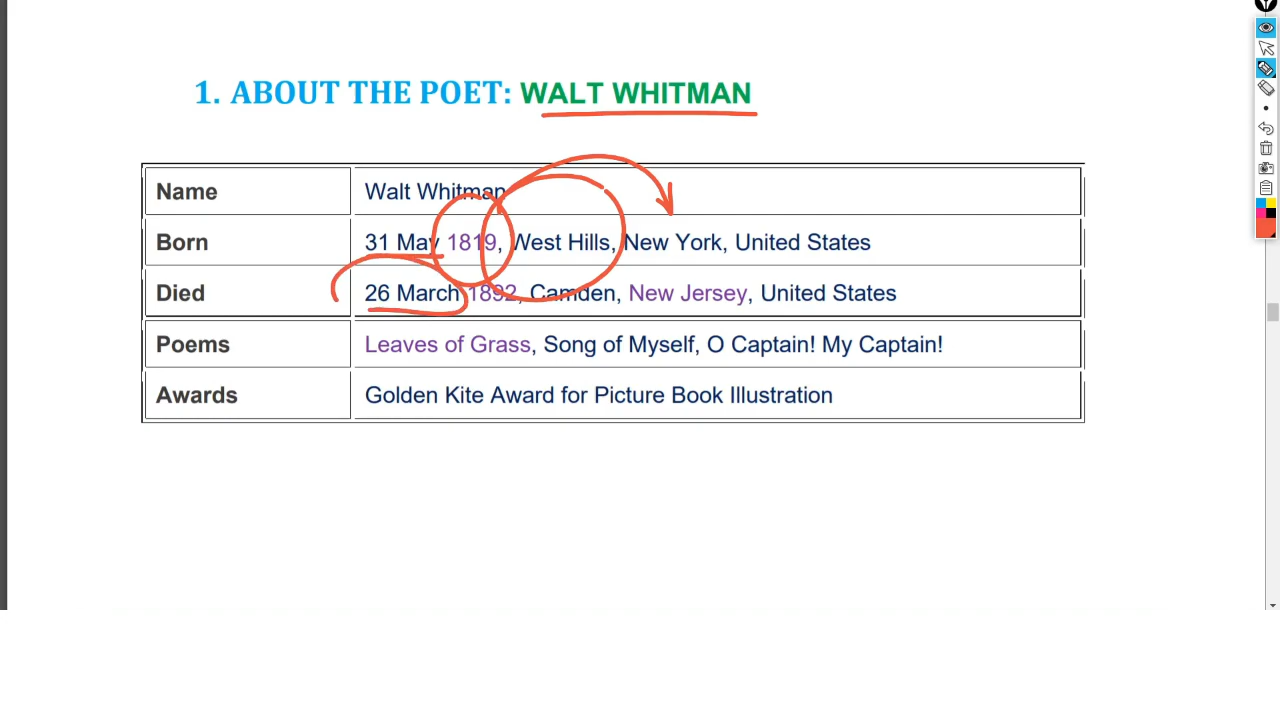 1. ABOUT THE POET: WALT WHITMAN
Name Walt Whitman
Born 31 May 1819, West Hills, New York, United States
Died 26 March 1892, Camden, New Jersey, United States
Poems Leaves of Grass, Song of Myself, O Captain! My Captain!
Awards Golden Kite Award for Picture Book Illustration